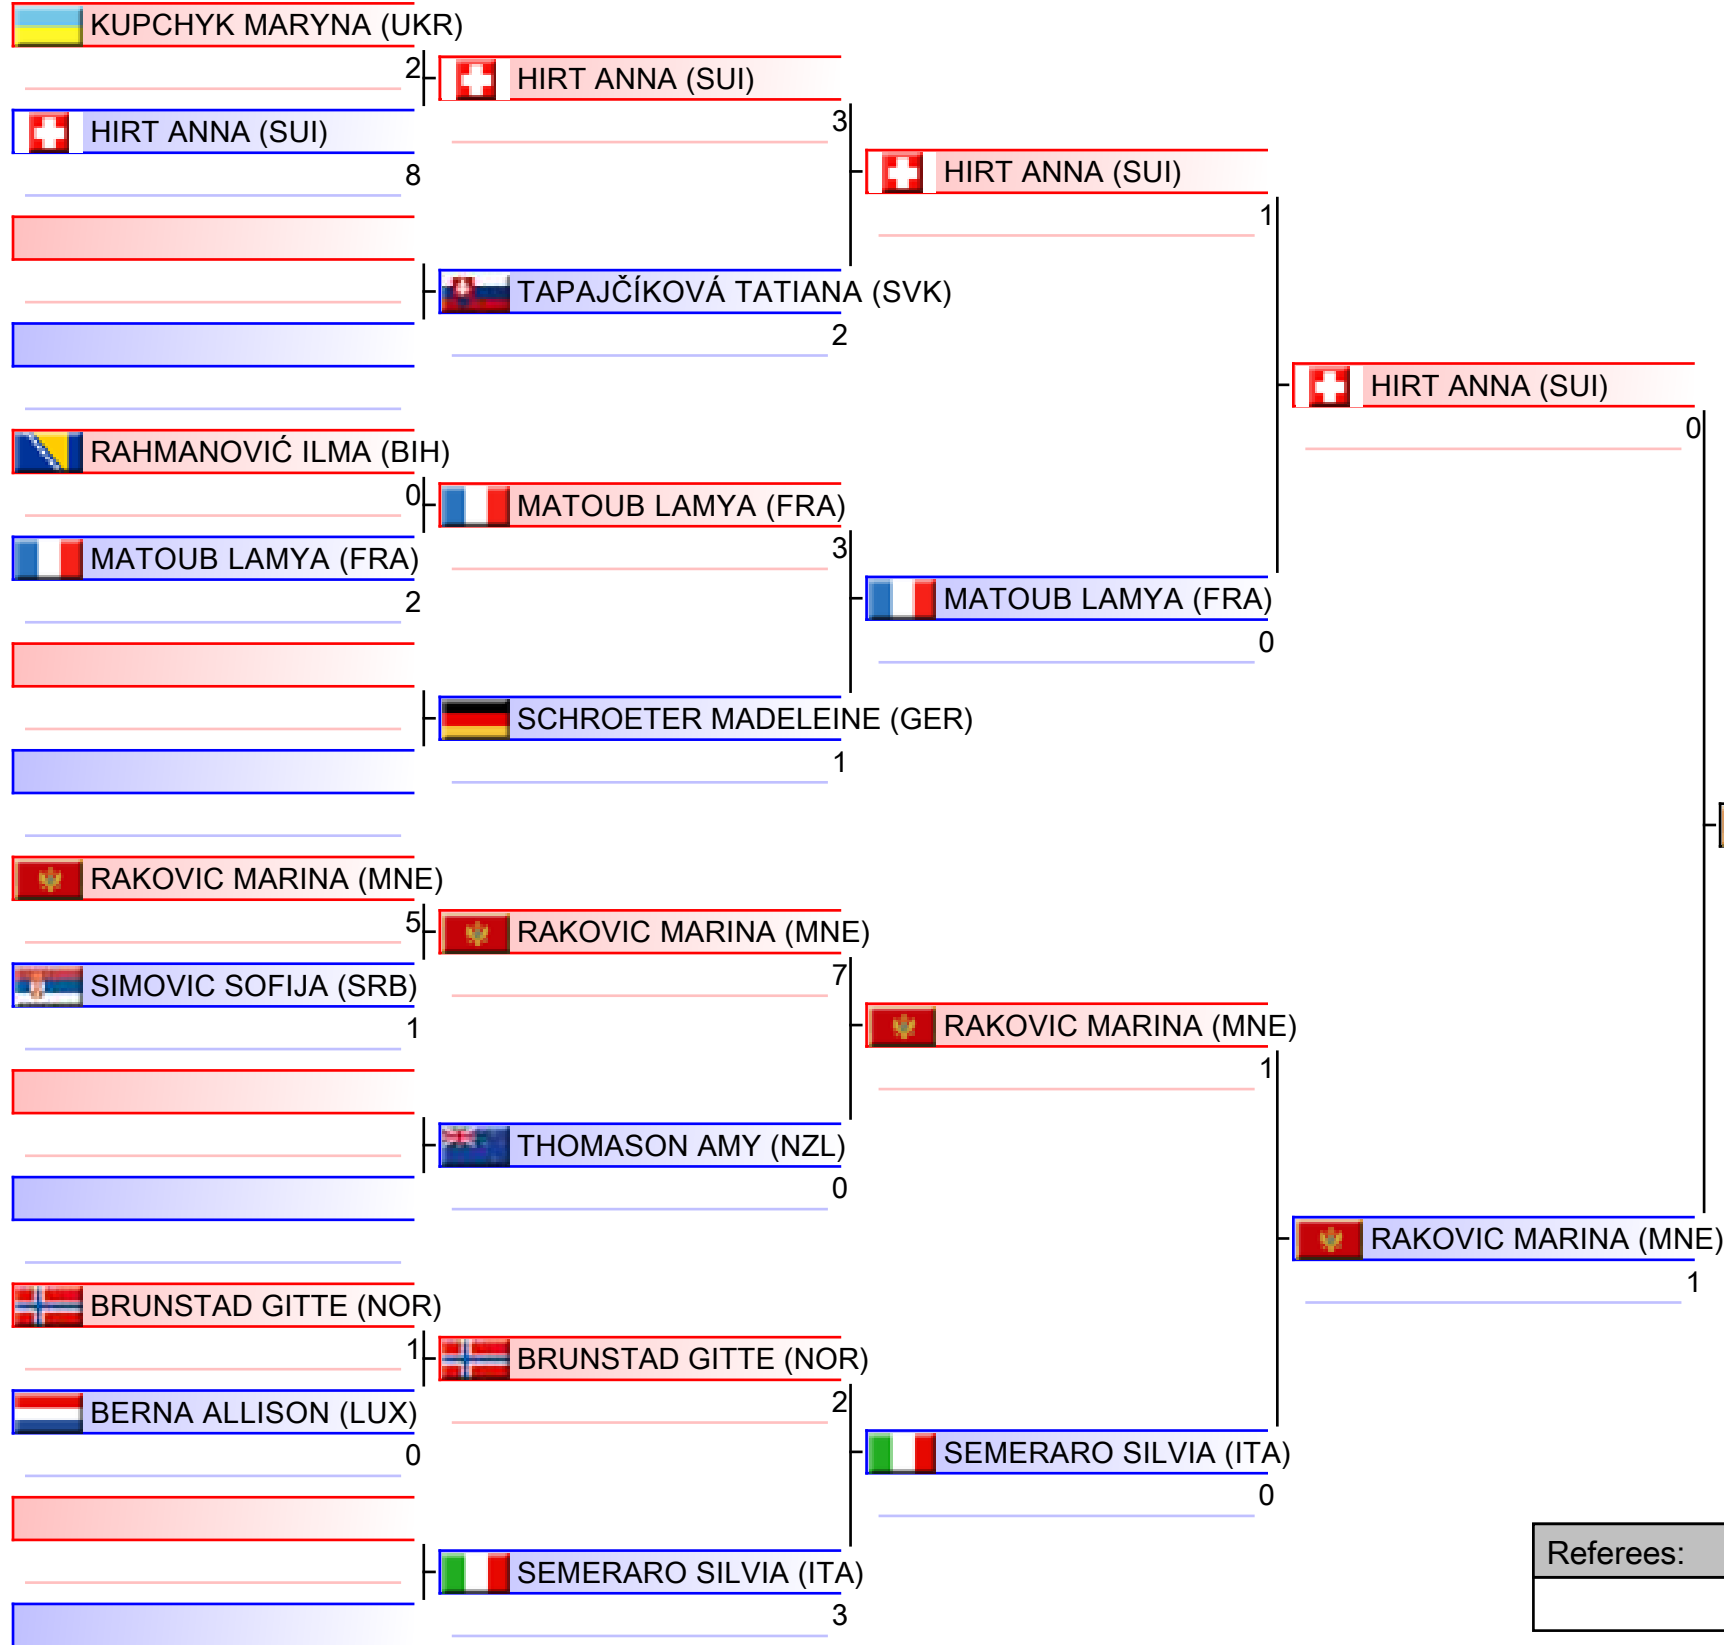 KUPCHYK MARYNA (UKR)
2
HIRT ANNA (SUI)
8
RAHMANOVIĆ ILMA (BIH)
0
MATOUB LAMYA (FRA)
2
RAKOVIC MARINA (MNE)
5
SIMOVIC SOFIJA (SRB)
1
BRUNSTAD GITTE (NOR)
1
BERNA ALLISON (LUX)
0
HIRT ANNA (SUI)
3
TAPAJČÍKOVÁ TATIANA (SVK)
2
MATOUB LAMYA (FRA)
3
SCHROETER MADELEINE (GER)
1
RAKOVIC MARINA (MNE)
7
THOMASON AMY (NZL)
0
BRUNSTAD GITTE (NOR)
2
SEMERARO SILVIA (ITA)
3
HIRT ANNA (SUI)
1
MATOUB LAMYA (FRA)
0
RAKOVIC MARINA (MNE)
1
SEMERARO SILVIA (ITA)
0
HIRT ANNA (SUI)
0
RAKOVIC MARINA (MNE)
1
Referees: